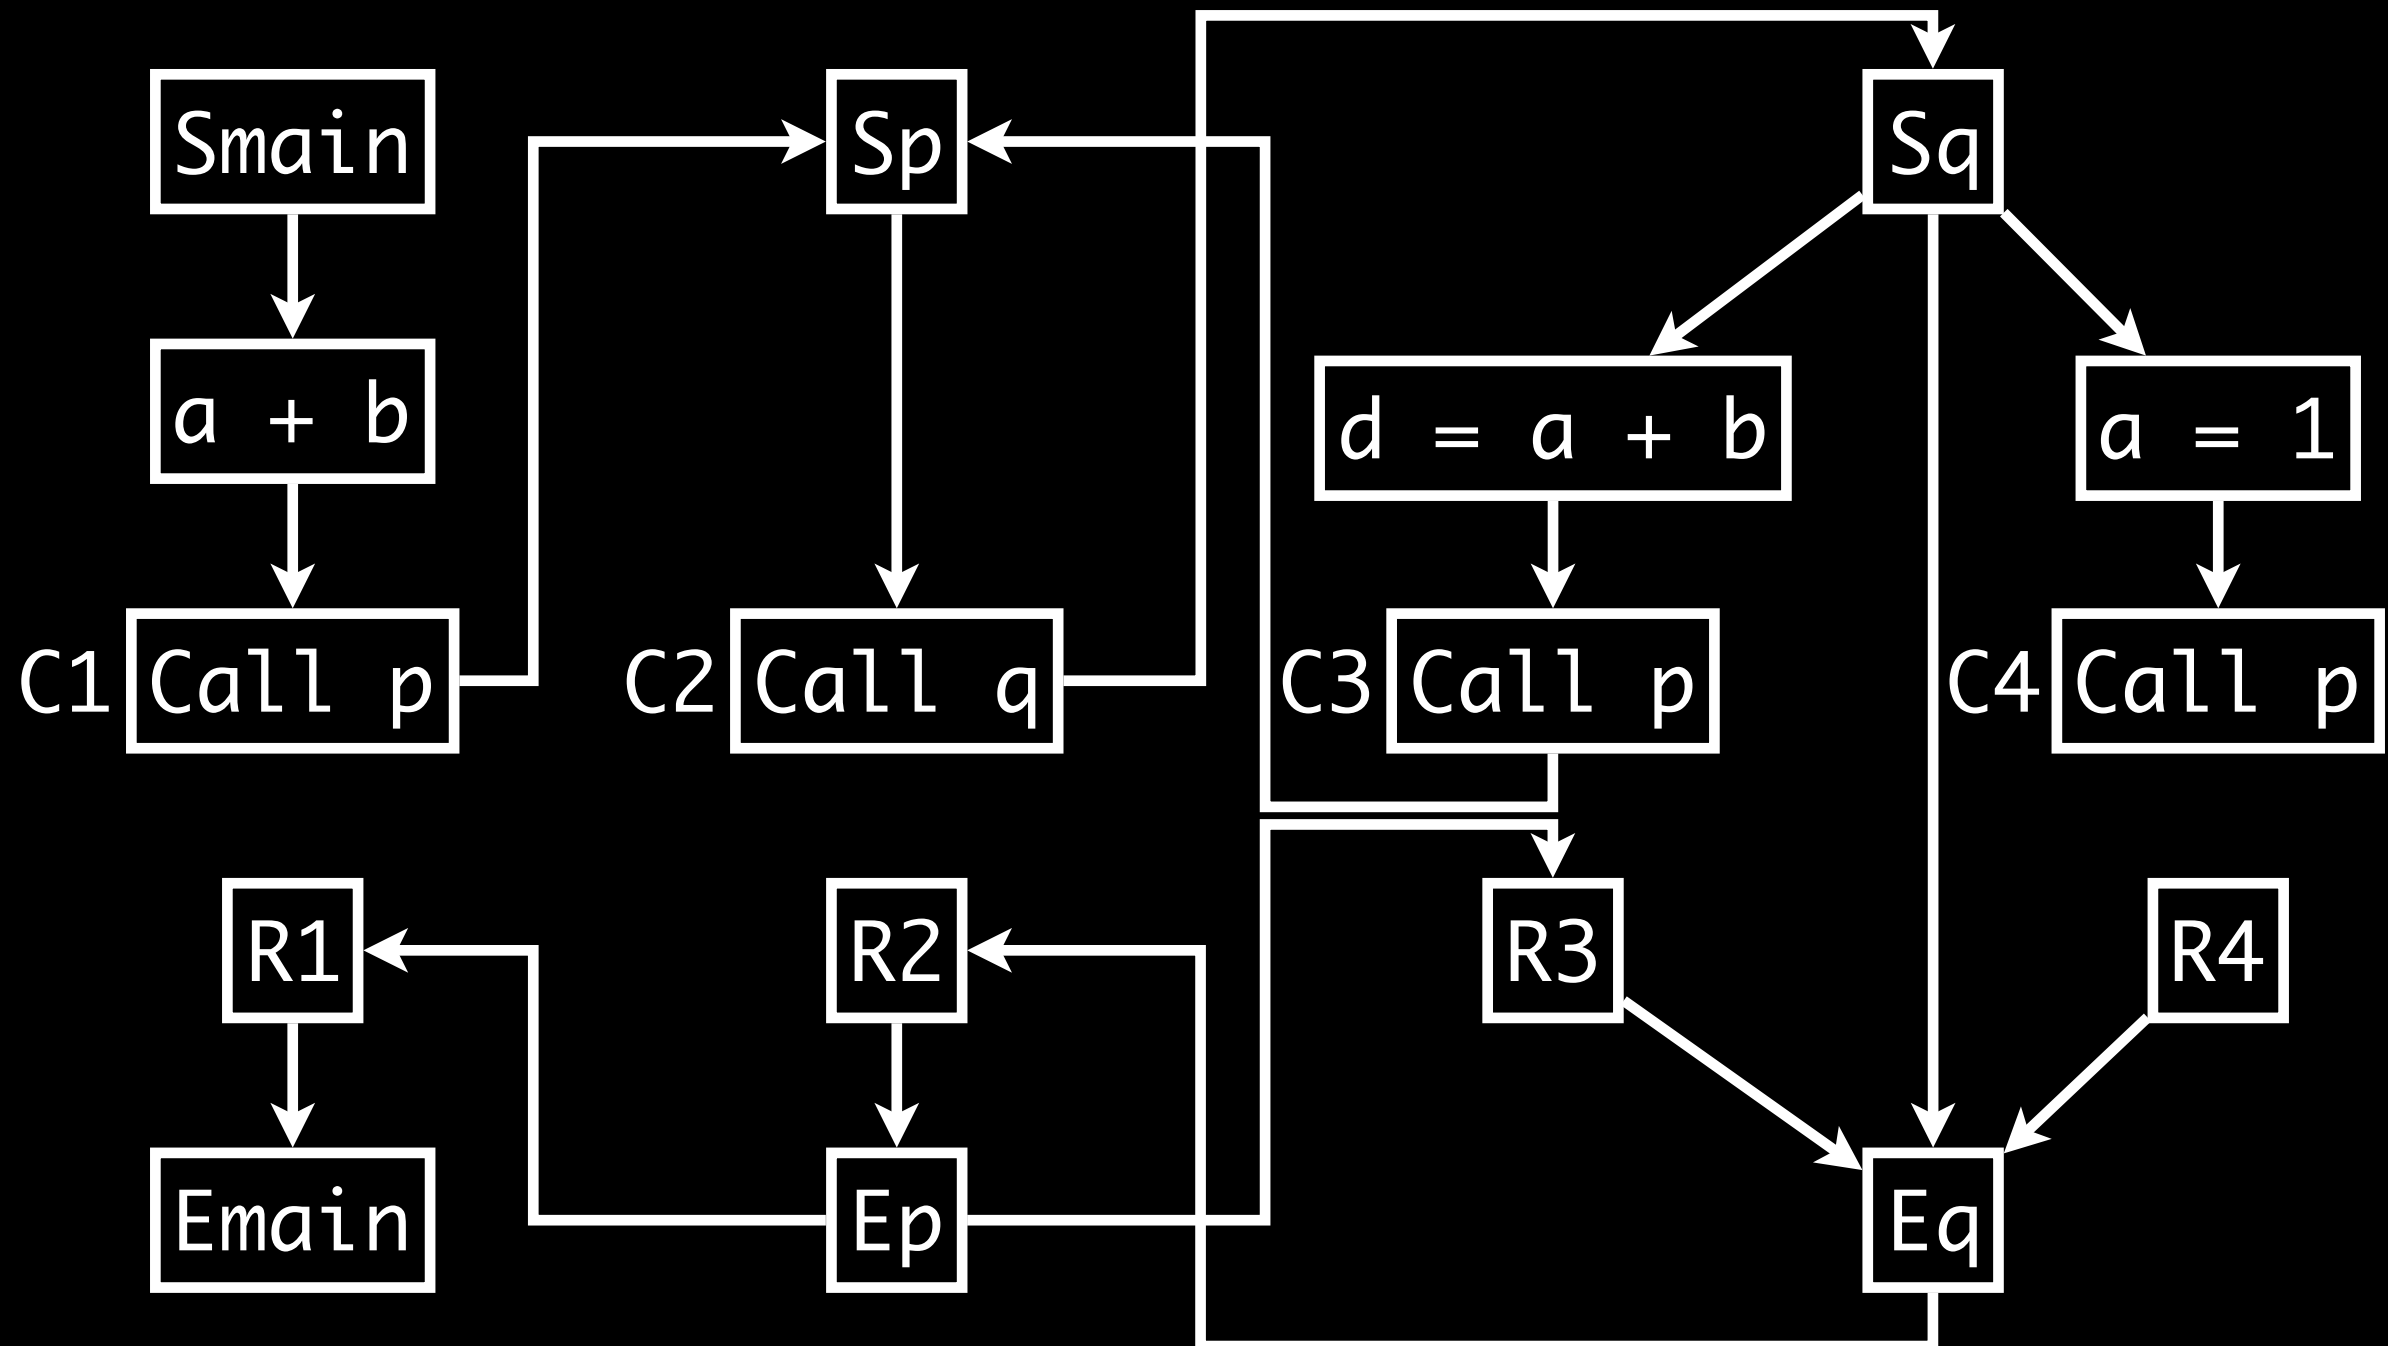 Smain
Sp
Sq
a + b
d = a + b
a = 1
C1 Call p
C2 Call q
C3 Call p
C4 Call p
R1
R2
R3
R4
Emain
Ep
Eq